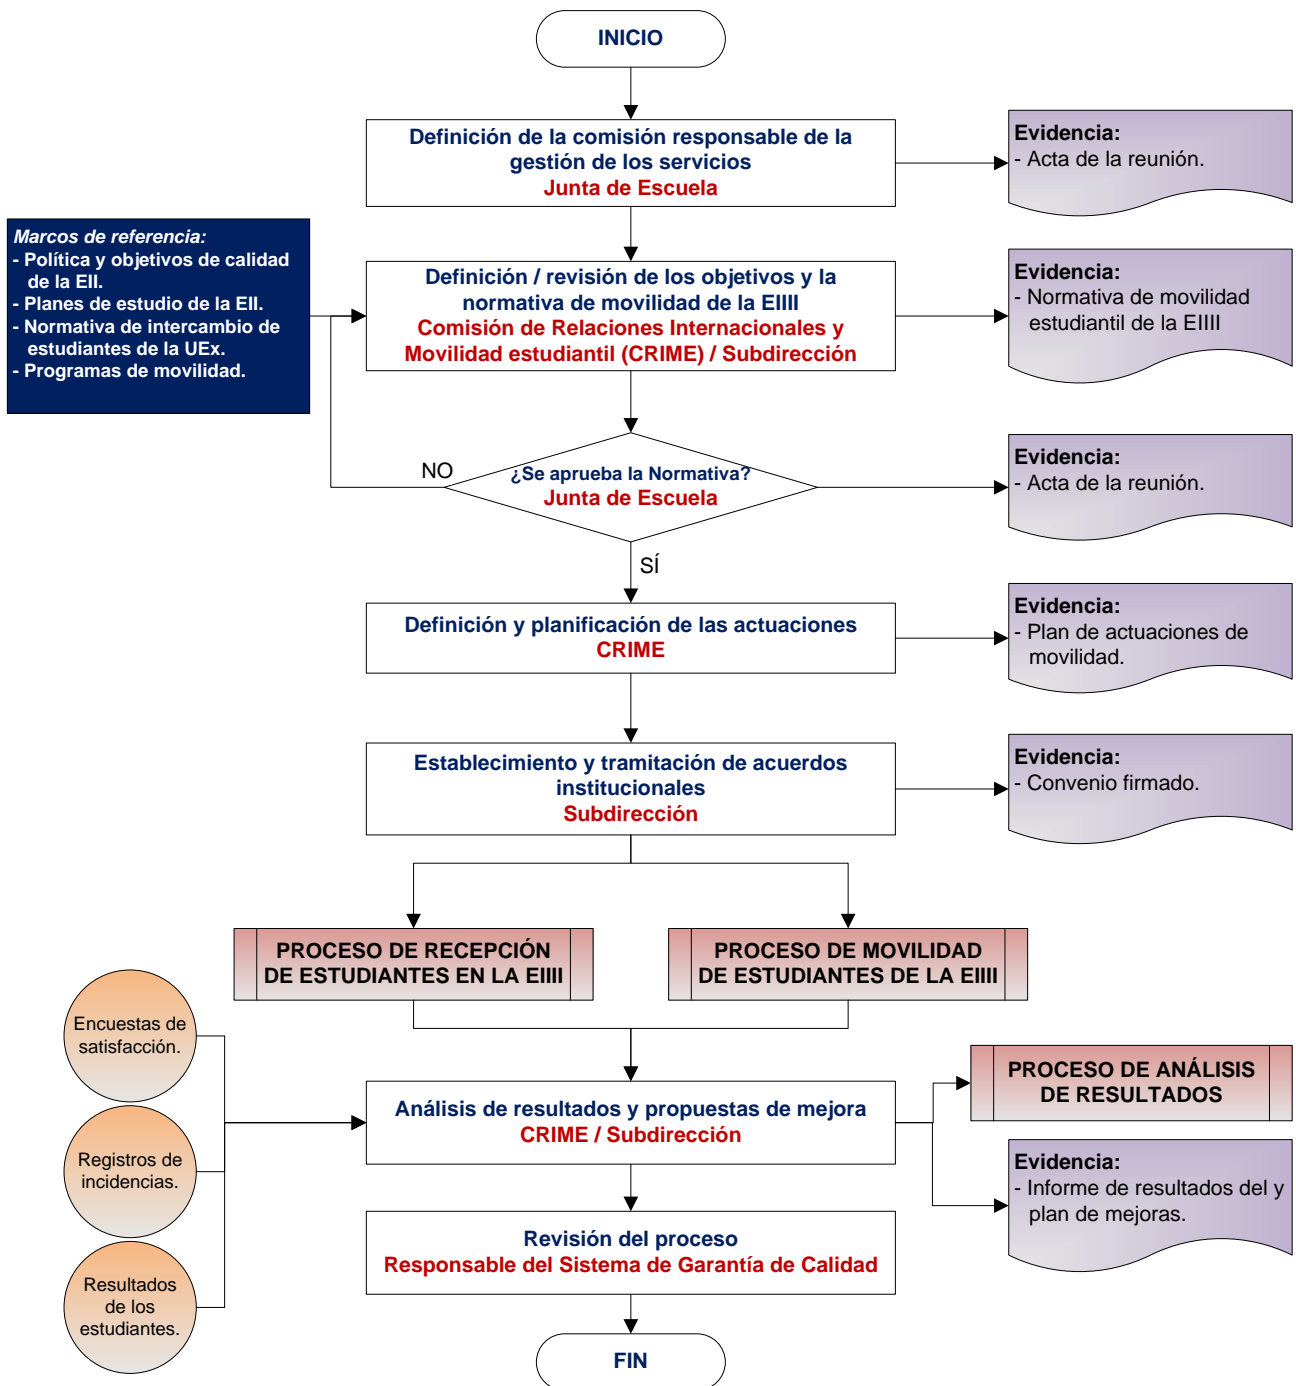 INICIO
Definición de la comisión responsable de la
gestión de los servicios
Junta de Escuela
Evidencia:
- Acta de la reunión.
Marcos de referencia:
- Política y objetivos de calidad
de la EII.
- Planes de estudio de la EII.
- Normativa de intercambio de
estudiantes de la UEx.
- Programas de movilidad.
Definición / revisión de los objetivos y la
normativa de movilidad de la EIIII
Comisión de Relaciones Internacionales y
Movilidad estudiantil (CRIME) / Subdirección
Evidencia:
- Normativa de movilidad
estudiantil de la EIIII
NO
¿Se aprueba la Normativa?
Junta de Escuela
Evidencia:
- Acta de la reunión.
SÍ
Definición y planificación de las actuaciones
CRIME
Evidencia:
- Plan de actuaciones de
movilidad.
Establecimiento y tramitación de acuerdos
institucionales
Subdirección
Evidencia:
- Convenio firmado.
PROCESO DE RECEPCIÓN
DE ESTUDIANTES EN LA EIIII
PROCESO DE MOVILIDAD
DE ESTUDIANTES DE LA EIIII
Encuestas de
satisfacción.
Registros de
incidencias.
Resultados
de los
estudiantes.
Análisis de resultados y propuestas de mejora
CRIME / Subdirección
PROCESO DE ANÁLISIS
DE RESULTADOS
Evidencia:
- Informe de resultados del y
plan de mejoras.
Revisión del proceso
Responsable del Sistema de Garantía de Calidad
FIN